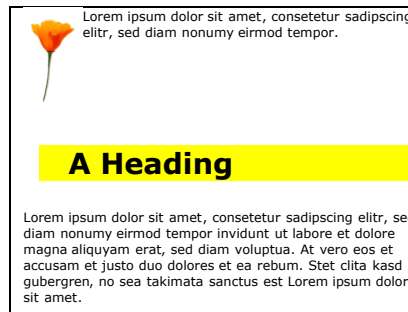 Lorem ipsum dolor sit amet, consetetur sadipscing
elitr, sed diam nonumy eirmod tempor.
A Heading
Lorem ipsum dolor sit amet, consetetur sadipscing elitr, se
diam nonumy eirmod tempor invidunt ut labore et dolore
magna aliquyam erat, sed diam voluptua. At vero eos et
accusam et justo duo dolores et ea rebum. Stet clita kasd
gubergren, no sea takimata sanctus est Lorem ipsum dolor
sit amet.